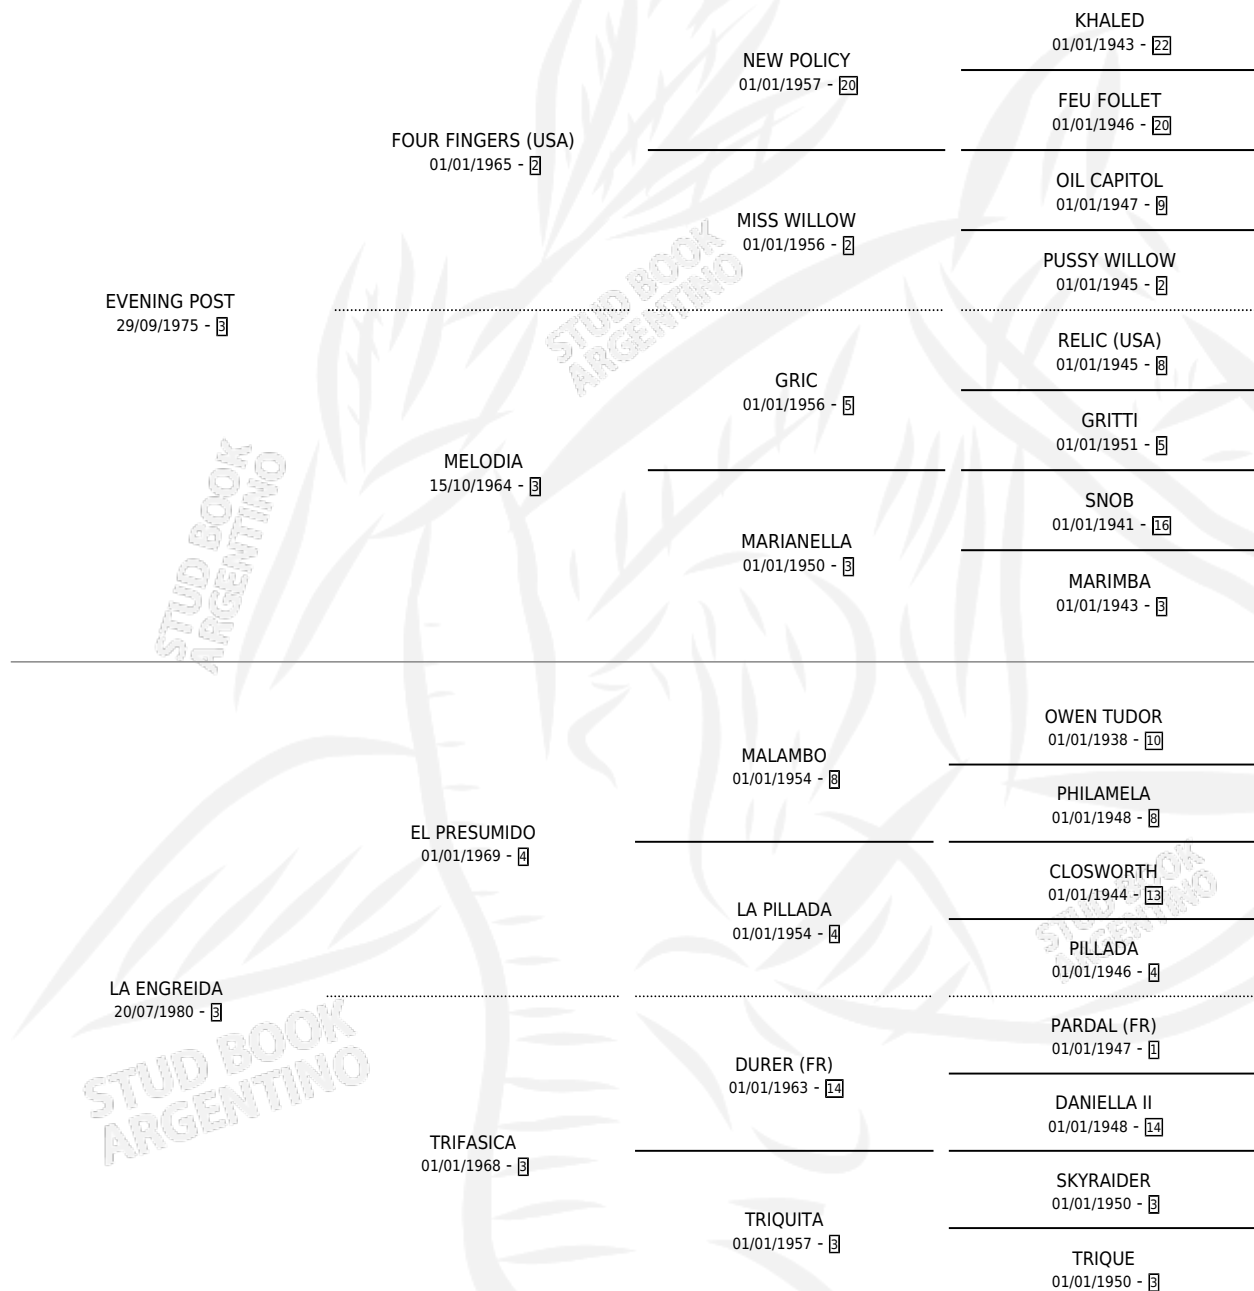 KHALED
01/01/1943 - 22
NEW POLICY
01/01/1957 - 20
FEU FOLLET
01/01/1946 - 20
FOUR FINGERS (USA)
01/01/1965 - 2
OIL CAPITOL
01/01/1947 - 9
MISS WILLOW
01/01/1956 - 2
PUSSY WILLOW
01/01/1945 - 2
EVENING POST
29/09/1975 - 3
RELIC (USA)
01/01/1945 - 8
GRIC
01/01/1956 - 5
GRITTI
01/01/1951 - 5
MELODIA
15/10/1964 - 3
SNOB
01/01/1941 - 16
MARIANELLA
01/01/1950 - 3
MARIMBA
01/01/1943 - 3
OWEN TUDOR
01/01/1938 - 10
MALAMBO
01/01/1954 - 8
PHILAMELA
01/01/1948 - 8
EL PRESUMIDO
01/01/1969 - 4
CLOSWORTH
01/01/1944 - 13
LA PILLADA
01/01/1954 - 4
PILLADA
01/01/1946 - 4
LA ENGREIDA
20/07/1980 - 3
PARDAL (FR)
01/01/1947 - 1
DURER (FR)
01/01/1963 - 14
DANIELLA II
01/01/1948 - 14
TRIFASICA
01/01/1968 - 3
SKYRAIDER
01/01/1950 - 3
TRIQUITA
01/01/1957 - 3
TRIQUE
01/01/1950 - 3
STUD BOOK
ARGENTINO
STUD BOOK
ARGENTINO
STUD BOOK
ARGENTINO
STUD BOOK
ARGENTINO